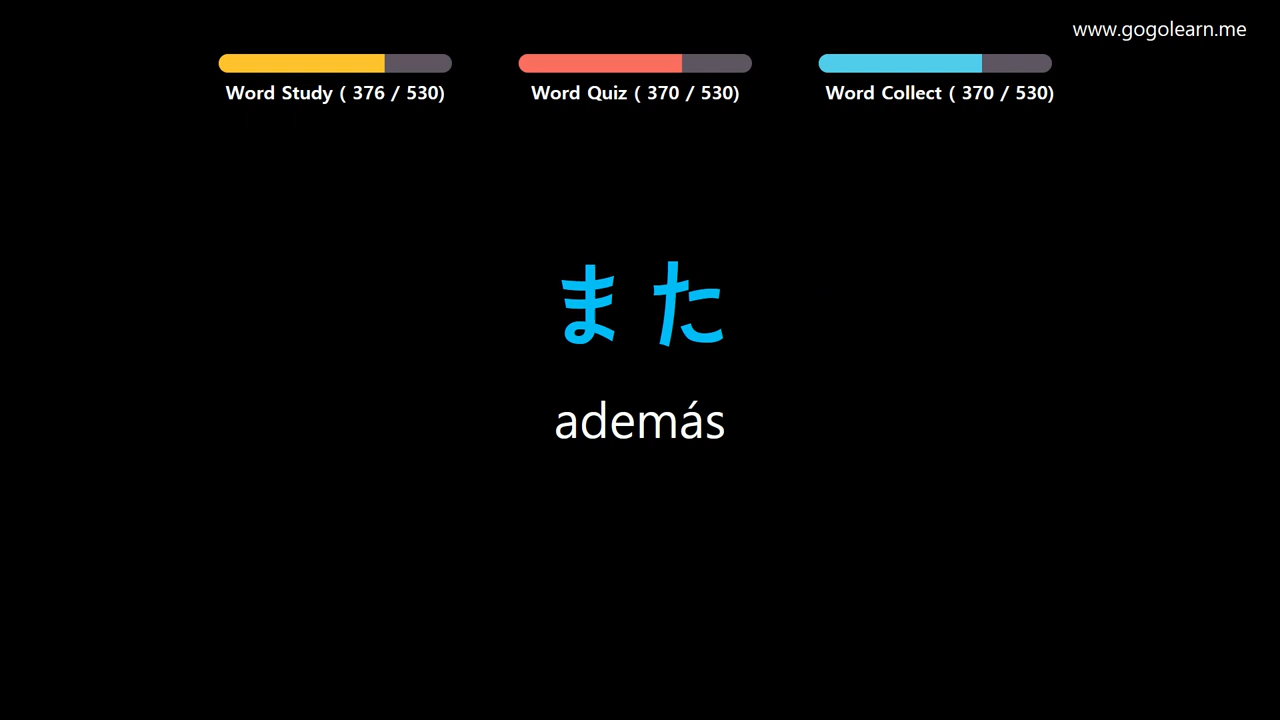 www.gogolearn.me
Word Study ( 376 / 530)
Word Quiz ( 370 / 530)
Word Collect ( 370 / 530)
また
además